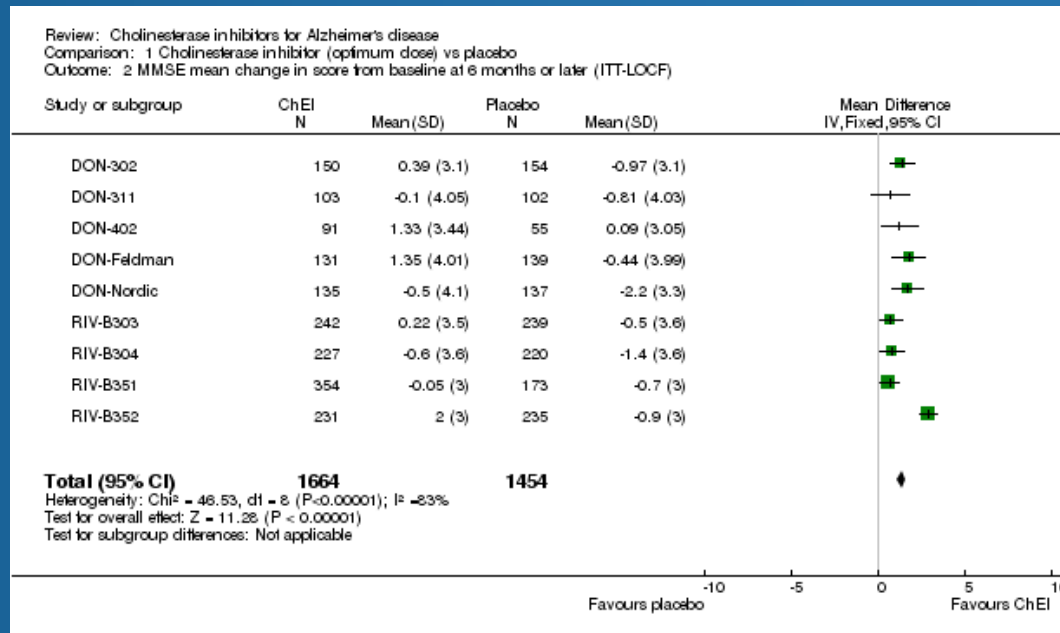 Review: Cholinesterase inhibitors for Alzheimer's disease
Comparison: 1 Cholinesterase inhibitor (optimum dose) vs placebo
Outcome: 2 MMSE mean change in score from baseline at 6 months or later (ITT-LOCF)
Study or subgroup ChEI Placebo Mean Difference
N Mean(SD) N Mean(SD) IV,Fixed,95% CI
DON-302 150 0.39 (3.1) 154 -0.97 (3.1)
DON-311 103 -0.1 (4.05) 102 -0.81 (4.03)
DON-402 91 1.33 (3.44) 55 0.09 (3.05)
DON-Feldman 131 1.35 (4.01) 139 -0.44 (3.99)
DON-Nordic 135 -0.5 (4.1) 137 -2.2 (3.3)
RIV-B303 242 0.22 (3.5) 239 -0.5 (3.6)
RIV-B304 227 -0.6 (3.6) 220 -1.4 (3.6)
RIV-B351 354 -0.05 (3) 173 -0.7 (3)
RIV-B352 231 2 (3) 235 -0.9 (3)
Total (95% CI) 1664 1454
Heterogeneity: Chi² = 46.53, df = 8 (P<0.00001); I² =83%
Test for overall effect: Z = 11.28 (P < 0.00001)
Test for subgroup differences: Not applicable
-10 -5 0 5 10
Favours placebo Favours ChEI